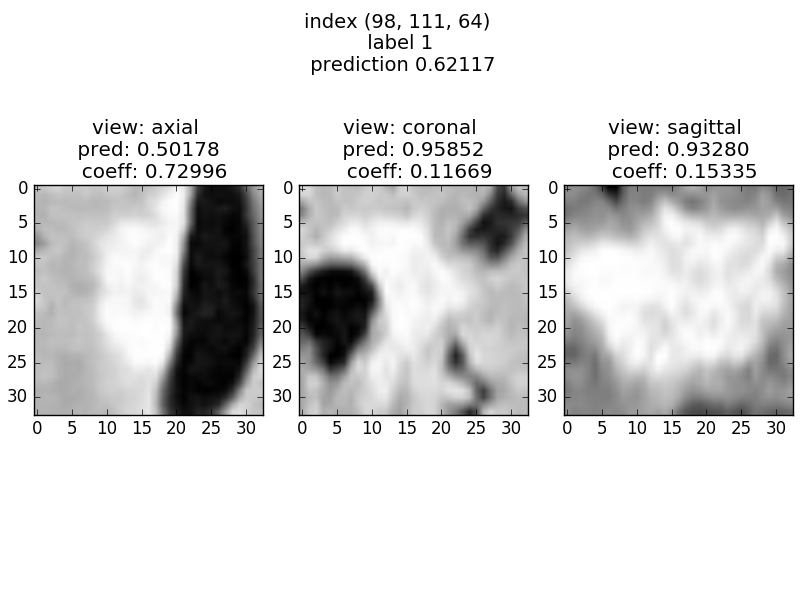 index (98, 111, 64)
label 1
prediction 0.62117
view: axial
pred: 0.50178
coeff: 0.72996
view: coronal
pred: 0.95852
coeff: 0.11669
view: sagittal
pred: 0.93280
coeff: 0.15335
0
5
10
15
20
25
30
0 5 10 15 20 25 30
0
5
10
15
20
25
30
0 5 10 15 20 25 30
0
5
10
15
20
25
30
0 5 10 15 20 25 30